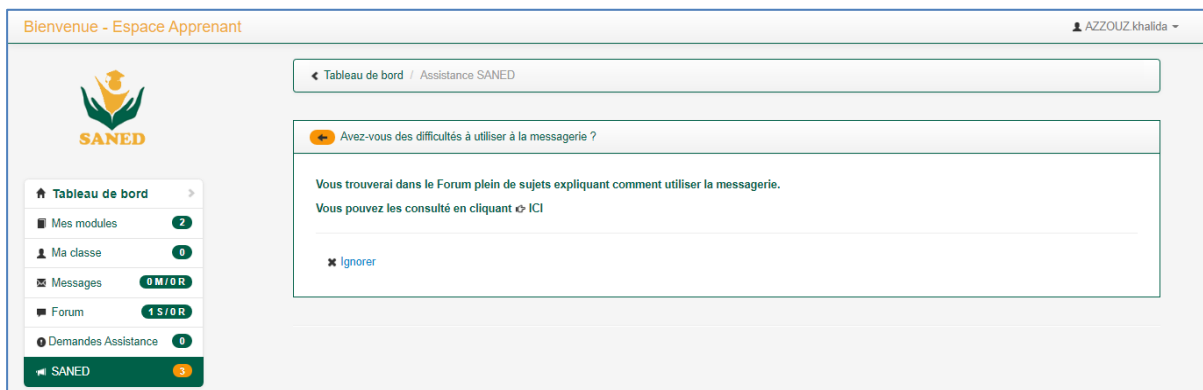 Bienvenue - Espace Apprenant
AZZOUZ.khalida
SANED
Tableau de bord / Assistance SANED
Avez-vous des difficultés à utiliser à la messagerie ?
Vous trouverai dans le Forum plein de sujets expliquant comment utiliser la messagerie.
Vous pouvez les consulté en cliquant ICI
Ignorer
Tableau de bord
Mes modules 2
Ma classe 0
Messages 0 M / 0 R
Forum 1 S / 0 R
Demandes Assistance 0
SANED 3